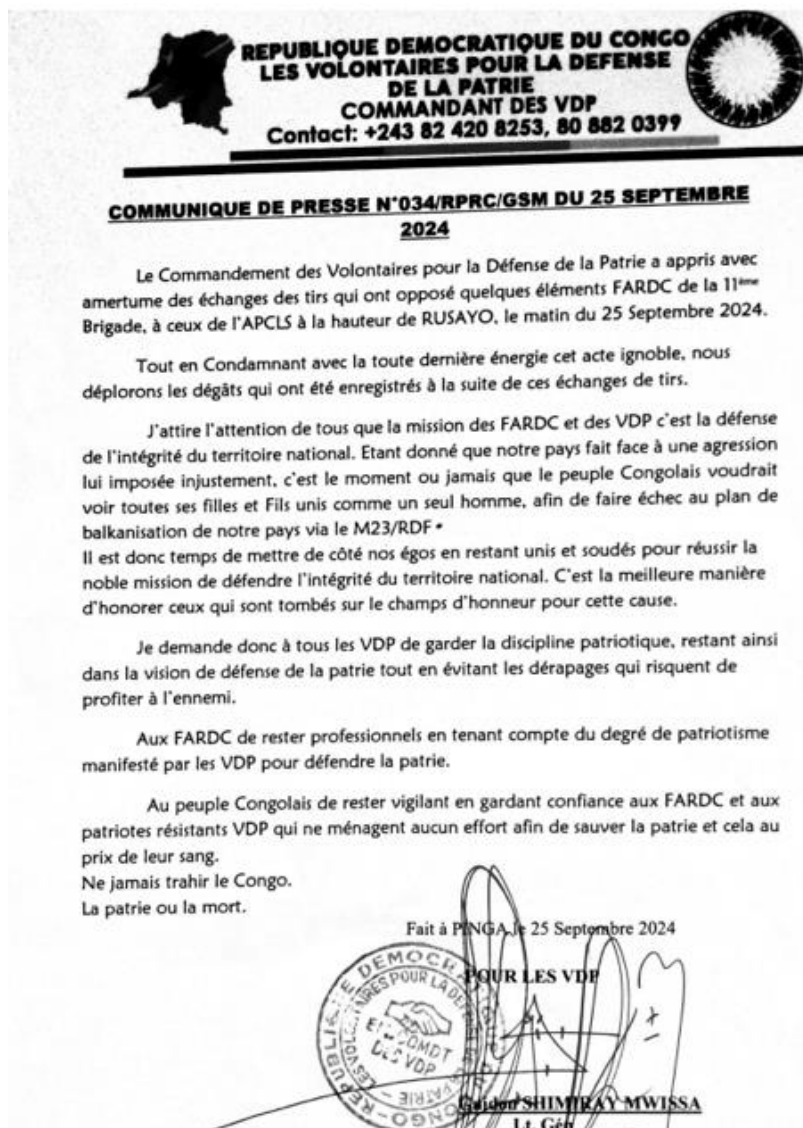 REPUBLIQUE DEMOCRATIQUE DU CONGO
LES VOLONTAIRES POUR LA DEFENSE
DE LA PATRIE
COMMANDANT DES VDP
Contact: +243 82 420 8253, 80 882 0399
COMMUNIQUE DE PRESSE N°034/RPRC/GSM DU 25 SEPTEMBRE
2024
Le Commandement des Volontaires pour la Défense de la Patrie a appris avec
amertume des échanges des tirs qui ont opposé quelques éléments FARDC de la 11ème
Brigade, à ceux de l'APCLS à la hauteur de RUSAYO, le matin du 25 Septembre 2024.
Tout en Condamnant avec la toute dernière énergie cet acte ignoble, nous
déplorons les dégâts qui ont été enregistrés à la suite de ces échanges de tirs.
J'attire l'attention de tous que la mission des FARDC et des VDP c'est la défense
de l'intégrité du territoire national. Etant donné que notre pays fait face à une agression
lui imposée injustement, c'est le moment ou jamais que le peuple Congolais voudrait
voir toutes ses filles et Fils unis comme un seul homme, afin de faire échec au plan de
balkanisation de notre pays via le M23/RDF •
Il est donc temps de mettre de côté nos égos en restant unis et soudés pour réussir la
noble mission de défendre l'intégrité du territoire national. C'est la meilleure manière
d'honorer ceux qui sont tombés sur le champs d'honneur pour cette cause.
Je demande donc à tous les VDP de garder la discipline patriotique, restant ainsi
dans la vision de défense de la patrie tout en évitant les dérapages qui risquent de
profiter à l'ennemi.
Aux FARDC de rester professionnels en tenant compte du degré de patriotisme
manifesté par les VDP pour défendre la patrie.
Au peuple Congolais de rester vigilant en gardant confiance aux FARDC et aux
patriotes résistants VDP qui ne ménagent aucun effort afin de sauver la patrie et cela au
prix de leur sang.
Ne jamais trahir le Congo.
La patrie ou la mort.
Fait à PINGA, le 25 Septembre 2024
POUR LES VDP
REPUBLIQUE DEMOCRATIQUE DU CONGO
LES VOLONTAIRES POUR LA DEFENSE DE LA PATRIE
COMDT
DES VDP
Guidon SHIMIRAY MWISSA
Lt. Gén